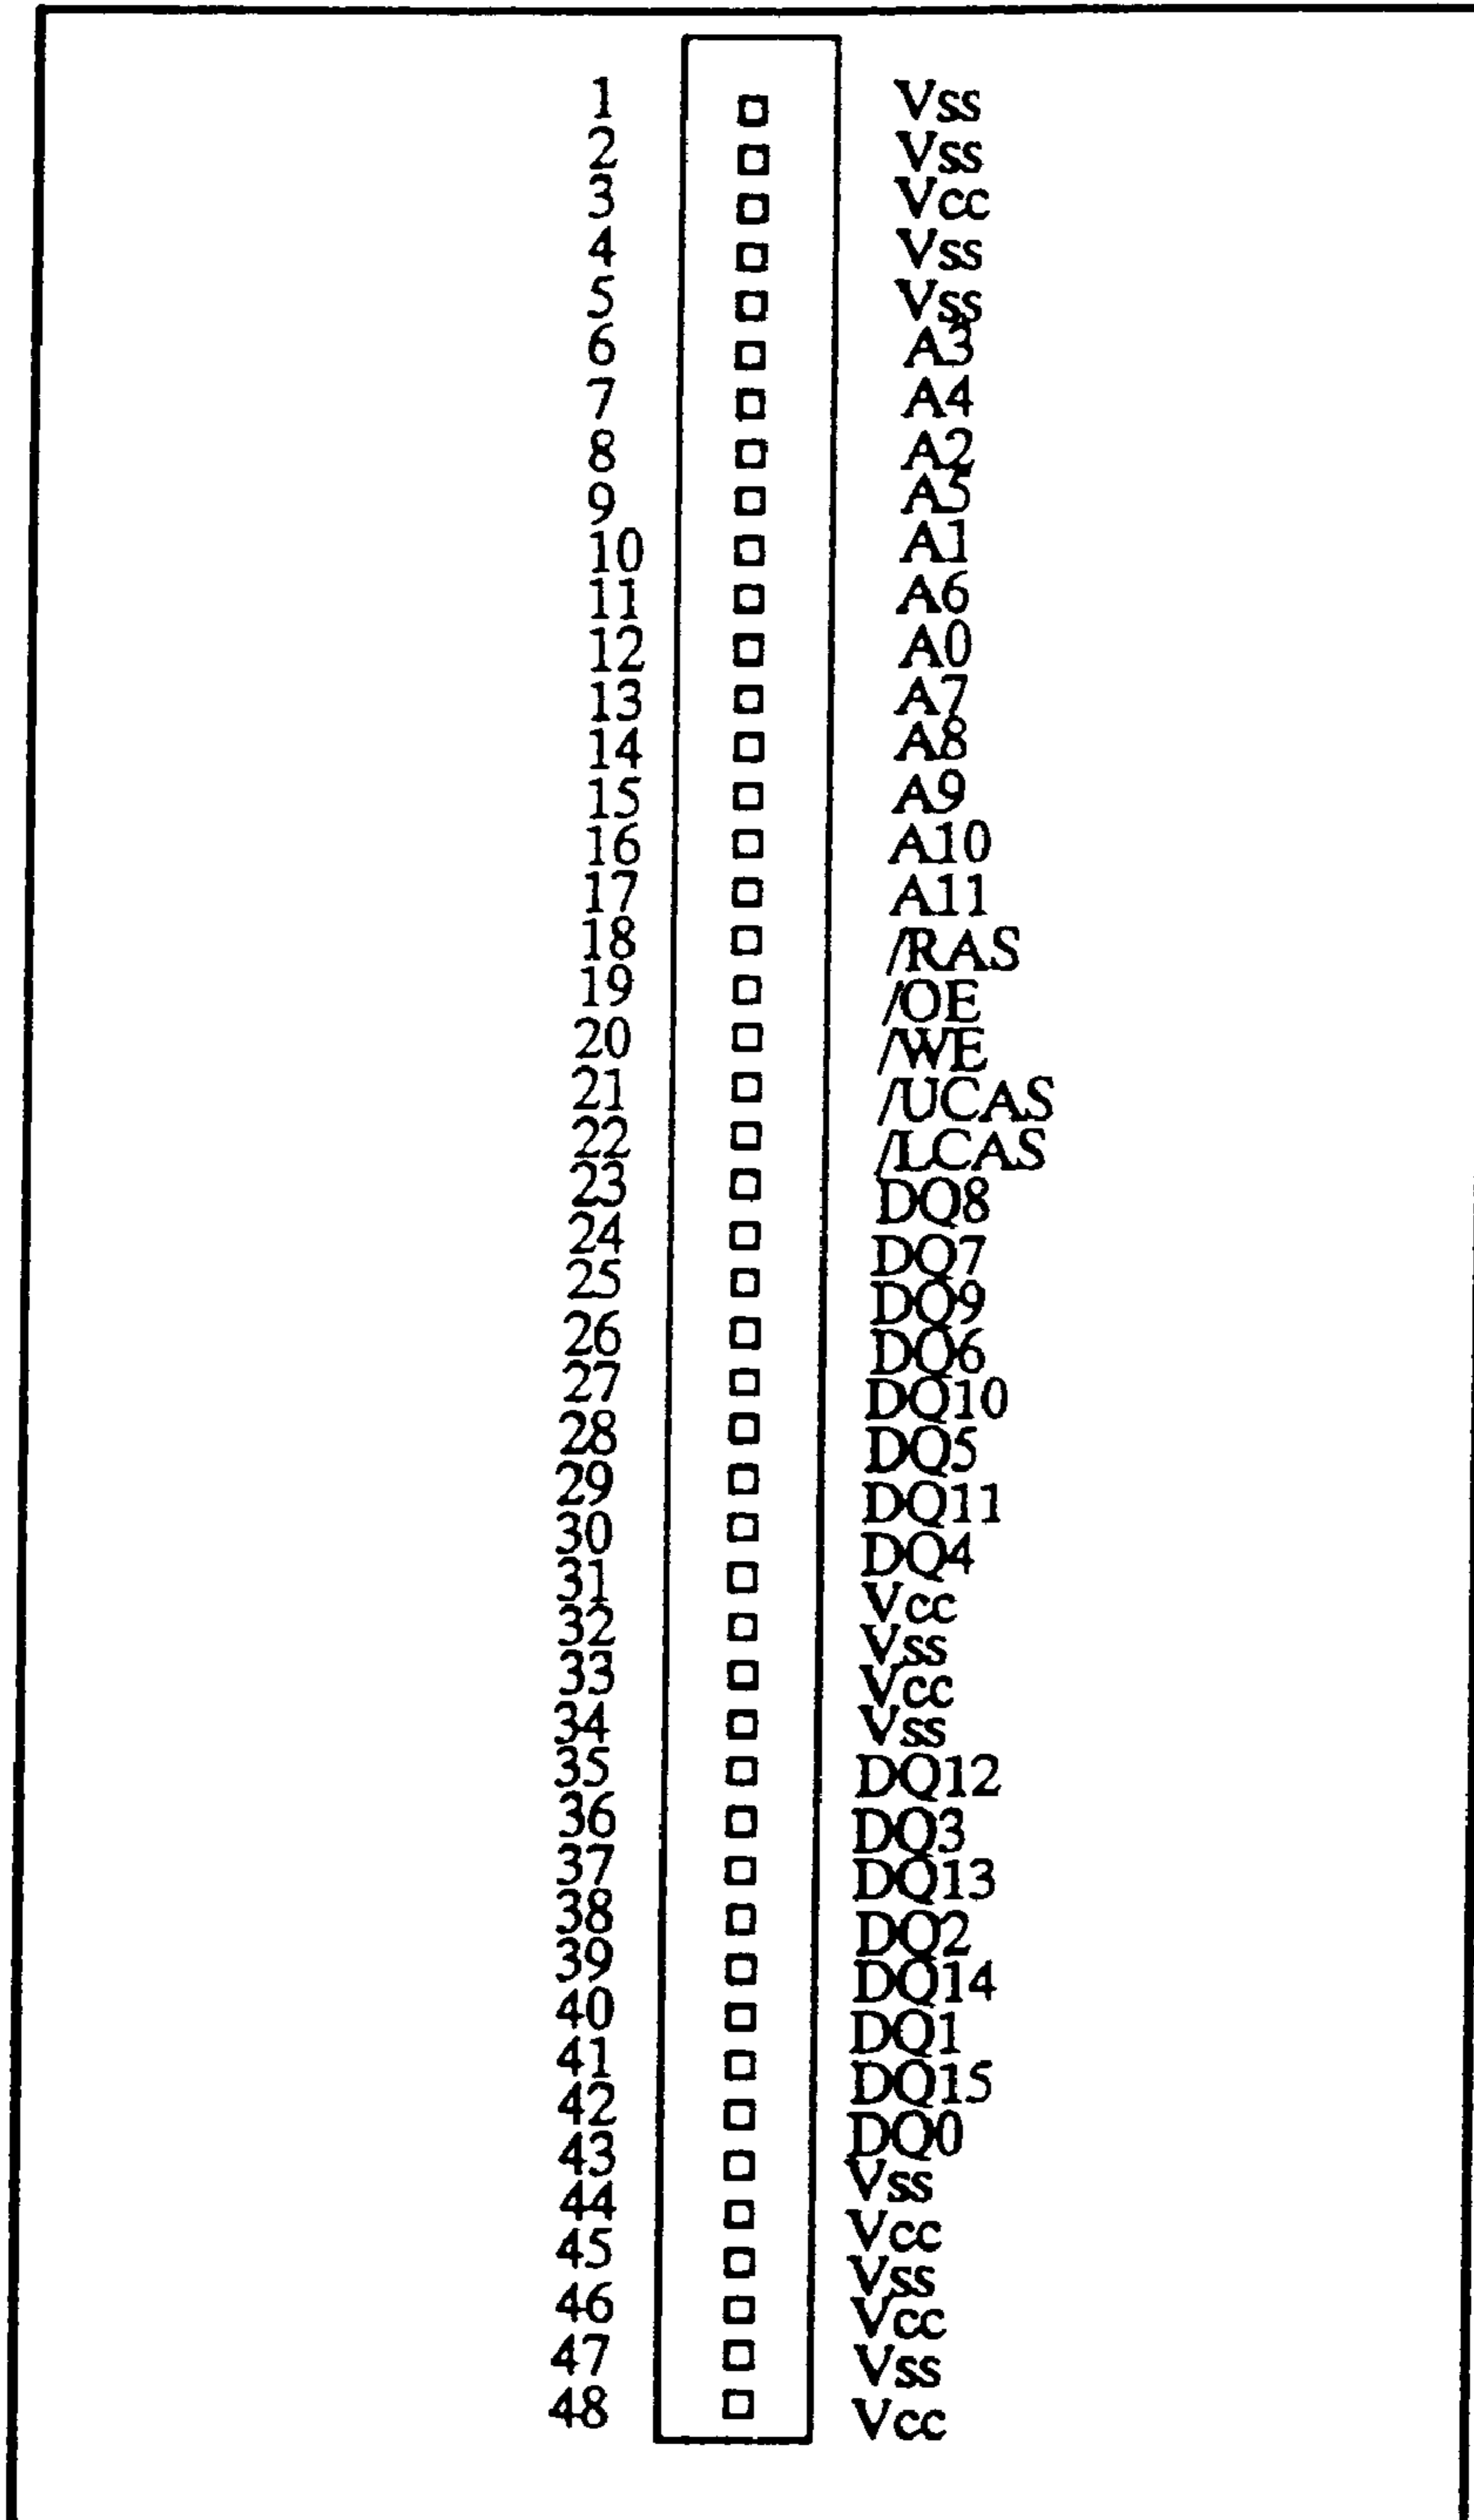 1 Vss
2 Vss
3 Vcc
4 Vss
5 Vss
6 A3
7 A4
8 A2
9 A5
10 A1
11 A6
12 A0
13 A7
14 A8
15 A9
16 A10
17 A11
18 /RAS
19 /OE
20 /WE
21 /UCAS
22 /LCAS
23 DQ8
24 DQ7
25 DQ9
26 DQ6
27 DQ10
28 DQ5
29 DQ11
30 DQ4
31 Vcc
32 Vss
33 Vcc
34 Vss
35 DQ12
36 DQ3
37 DQ13
38 DQ2
39 DQ14
40 DQ1
41 DQ15
42 DQ0
43 Vss
44 Vcc
45 Vss
46 Vcc
47 Vss
48 Vcc